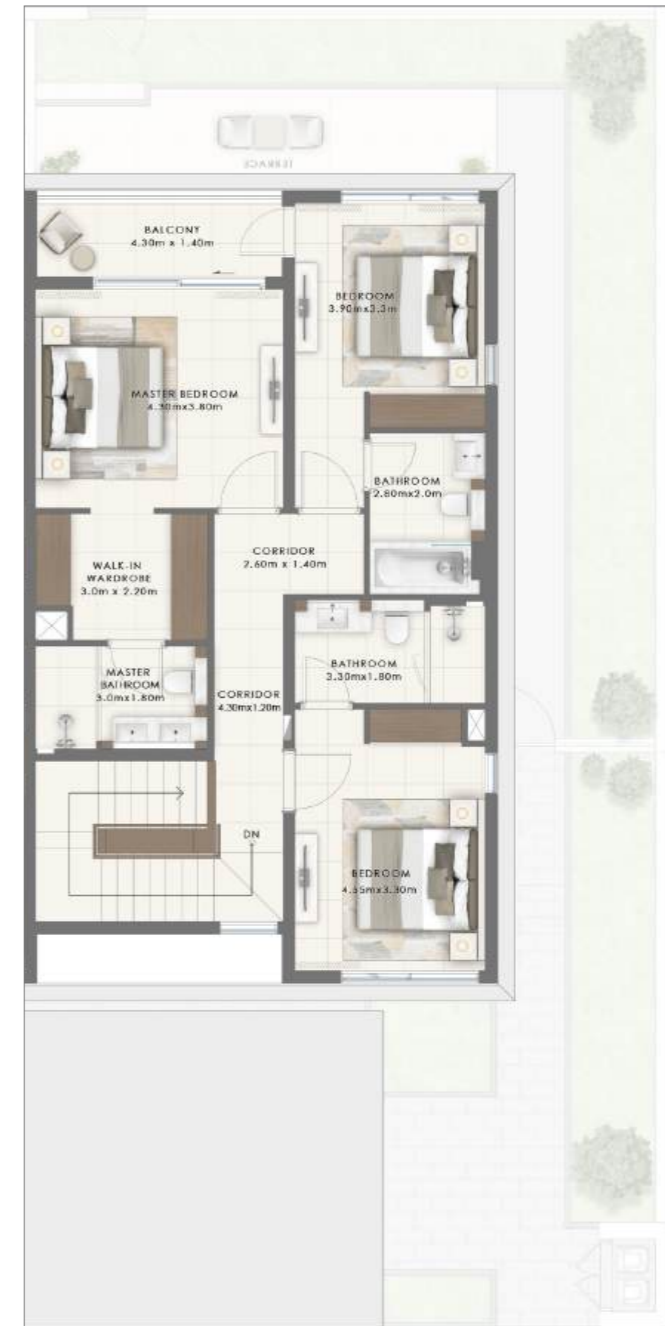 TERRACE
BALCONY
4.30m x 1.40m
BEDROOM
3.90mx3.3m
MASTER BEDROOM
4.30mx3.80m
BATHROOM
2.80mx2.0m
CORRIDOR
2.60m x 1.40m
WALK-IN
WARDROBE
3.0m x 2.20m
BATHROOM
3.30mx1.80m
MASTER
BATHROOM
3.0mx1.80m
CORRIDOR
4.30mx1.20m
DN
BEDROOM
4.55mx3.30m